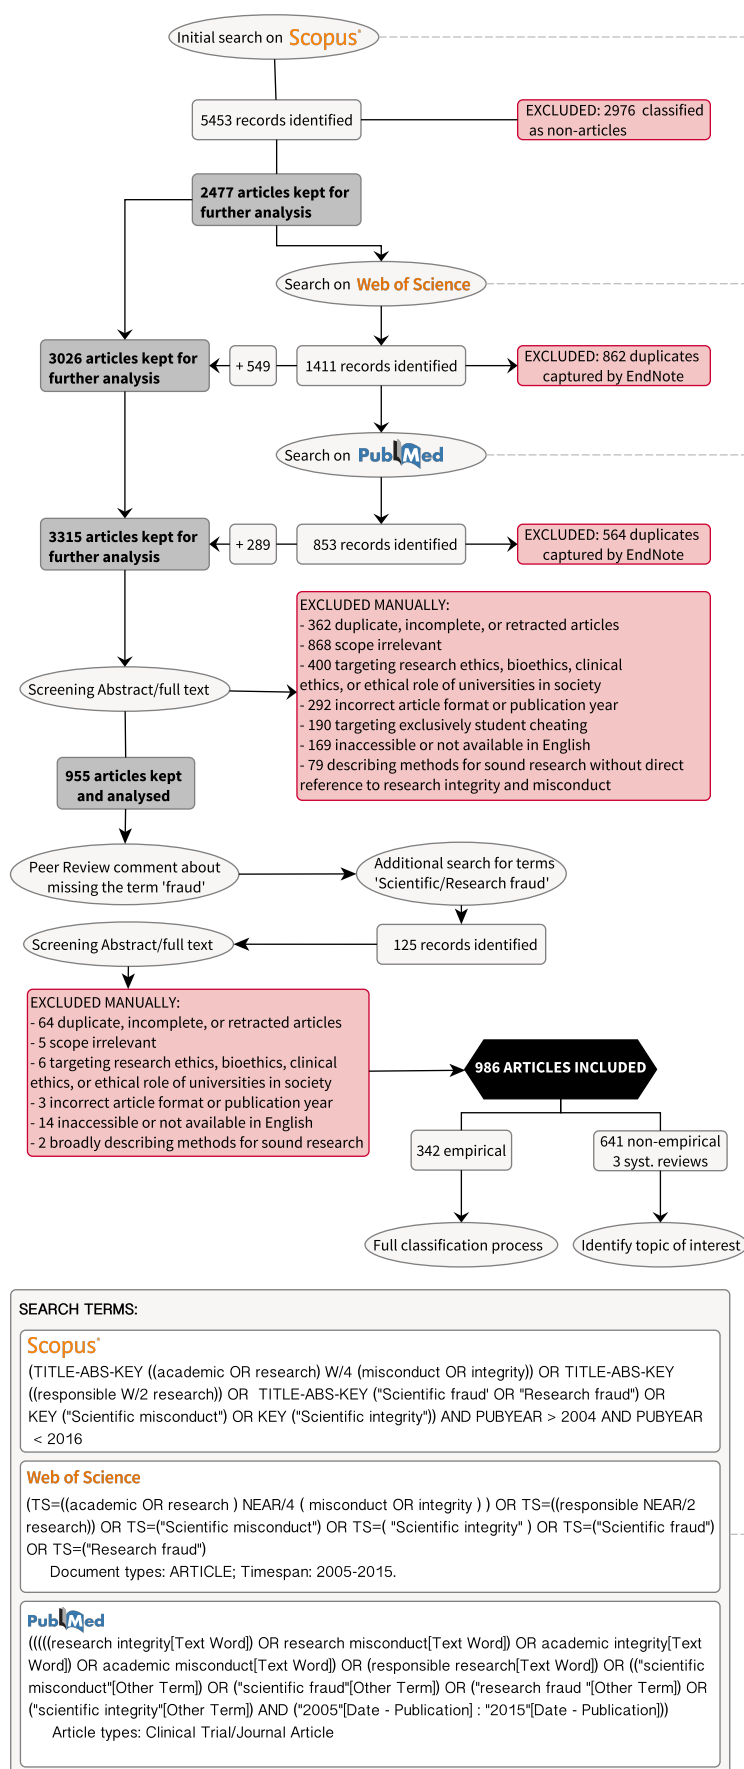 Initial search on Scopus®
5453 records identified
EXCLUDED: 2976 classified
as non-articles
2477 articles kept for
further analysis
Search on Web of Science
3026 articles kept for
further analysis
+ 549
1411 records identified
EXCLUDED: 862 duplicates
captured by EndNote
Search on PubMed
3315 articles kept for
further analysis
+ 289
853 records identified
EXCLUDED: 564 duplicates
captured by EndNote
EXCLUDED MANUALLY:
- 362 duplicate, incomplete, or retracted articles
- 868 scope irrelevant
- 400 targeting research ethics, bioethics, clinical
ethics, or ethical role of universities in society
- 292 incorrect article format or publication year
- 190 targeting exclusively student cheating
- 169 inaccessible or not available in English
- 79 describing methods for sound research without direct
reference to research integrity and misconduct
Screening Abstract/full text
955 articles kept
and analysed
Peer Review comment about
missing the term 'fraud'
Additional search for terms
'Scientific/Research fraud'
125 records identified
Screening Abstract/full text
EXCLUDED MANUALLY:
- 64 duplicate, incomplete, or retracted articles
- 5 scope irrelevant
- 6 targeting research ethics, bioethics, clinical
ethics, or ethical role of universities in society
- 3 incorrect article format or publication year
- 14 inaccessible or not available in English
- 2 broadly describing methods for sound research
986 ARTICLES INCLUDED
342 empirical
641 non-empirical
3 syst. reviews
Full classification process
Identify topic of interest
SEARCH TERMS:
Scopus®
(TITLE-ABS-KEY ((academic OR research) W/4 (misconduct OR integrity)) OR TITLE-ABS-KEY
((responsible W/2 research)) OR TITLE-ABS-KEY ("Scientific fraud' OR "Research fraud") OR
KEY ("Scientific misconduct") OR KEY ("Scientific integrity")) AND PUBYEAR > 2004 AND PUBYEAR
< 2016
Web of Science
(TS=((academic OR research ) NEAR/4 ( misconduct OR integrity ) ) OR TS=((responsible NEAR/2
research)) OR TS=("Scientific misconduct") OR TS=( "Scientific integrity" ) OR TS=("Scientific fraud")
OR TS=("Research fraud")
Document types: ARTICLE; Timespan: 2005-2015.
PubMed
(((((research integrity[Text Word]) OR research misconduct[Text Word]) OR academic integrity[Text
Word]) OR academic misconduct[Text Word]) OR (responsible research[Text Word]) OR (("scientific
misconduct"[Other Term]) OR ("scientific fraud"[Other Term]) OR ("research fraud "[Other Term]) OR
("scientific integrity"[Other Term]) AND ("2005"[Date - Publication] : "2015"[Date - Publication]))
Article types: Clinical Trial/Journal Article